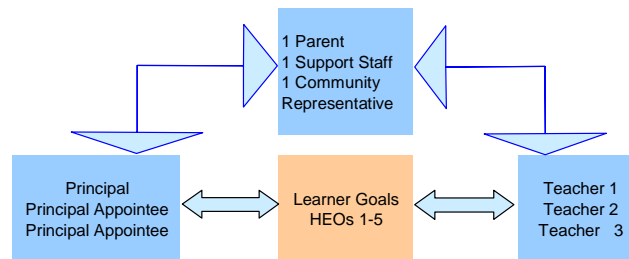 1 Parent
1 Support Staff
1 Community
Representative
Principal
Principal Appointee
Principal Appointee
Learner Goals
HEOs 1-5
Teacher 1
Teacher 2
Teacher 3